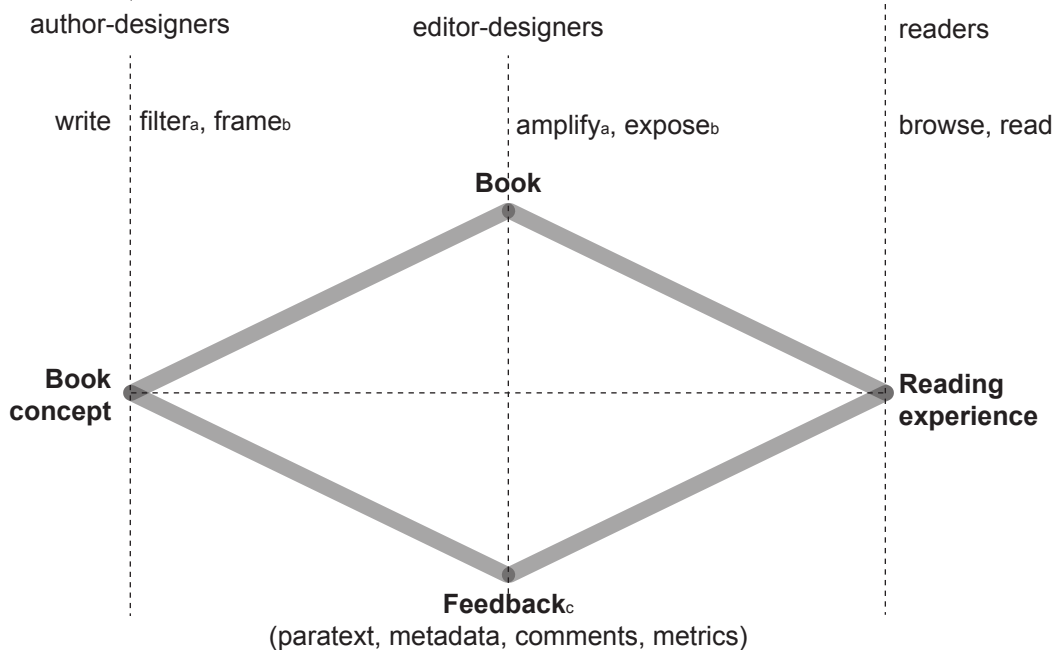 author-designers editor-designers readers
write filtera, frameb amplifya, exposeb browse, read
Book
Book concept
Reading experience
Feedbackc
(paratext, metadata, comments, metrics)